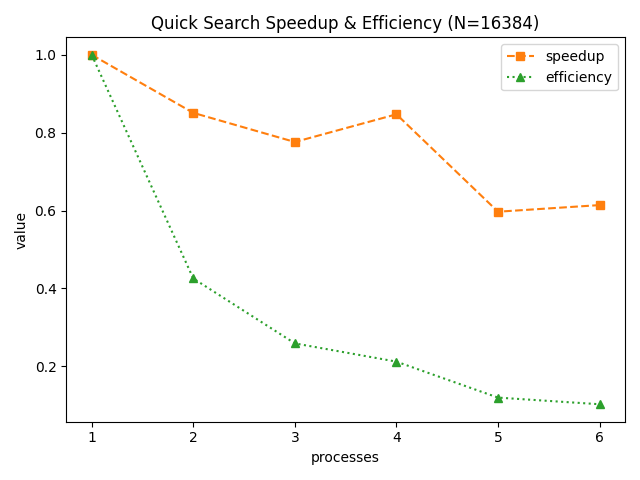 Quick Search Speedup & Efficiency (N=16384)
speedup
efficiency
1.0
0.8
0.6
0.4
0.2
value
1 2 3 4 5 6
processes